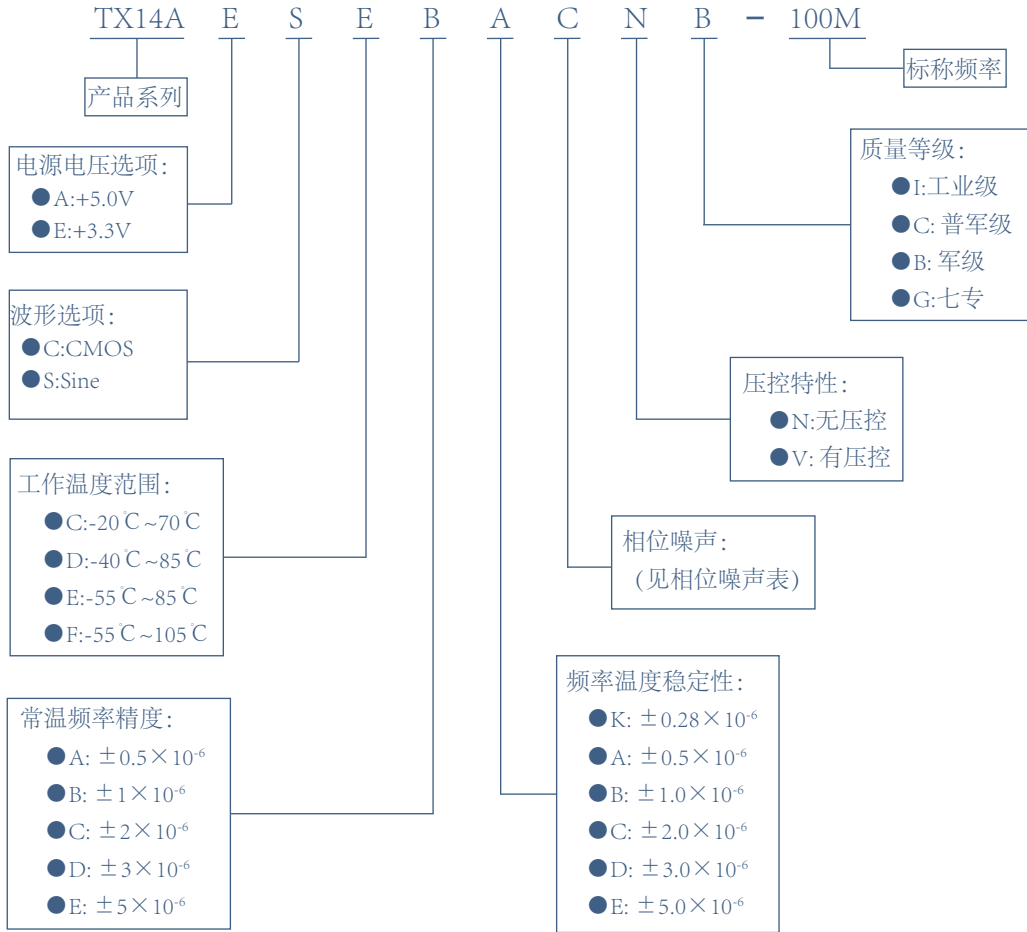 TX14A E S E B A C N B - 100M
标称频率
产品系列
电源电压选项：
●A:+5.0V
●E:+3.3V
波形选项：
●C:CMOS
●S:Sine
工作温度范围：
●C:-20℃~70℃
●D:-40℃~85℃
●E:-55℃~85℃
●F:-55℃~105℃
常温频率精度：
●A: ±0.5×10⁻⁶
●B: ±1×10⁻⁶
●C: ±2×10⁻⁶
●D: ±3×10⁻⁶
●E: ±5×10⁻⁶
质量等级：
●I:工业级
●C: 普军级
●B: 军级
●G:七专
压控特性：
●N:无压控
●V: 有压控
相位噪声：
（见相位噪声表）
频率温度稳定性：
●K: ±0.28×10⁻⁶
●A: ±0.5×10⁻⁶
●B: ±1.0×10⁻⁶
●C: ±2.0×10⁻⁶
●D: ±3.0×10⁻⁶
●E: ±5.0×10⁻⁶